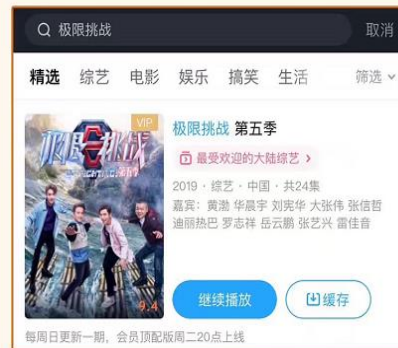 极限挑战 取消
精选 综艺 电影 娱乐 搞笑 生活 筛选
VIP
极限挑战
9.4
极限挑战 第五季
最受欢迎的大陆综艺
2019 · 综艺 · 中国 · 共24集
嘉宾: 黄渤 华晨宇 刘宪华 大张伟 张信哲
迪丽热巴 罗志祥 岳云鹏 张艺兴 雷佳音
继续播放 缓存
每周日更新一期，会员顶配版周二20点上线